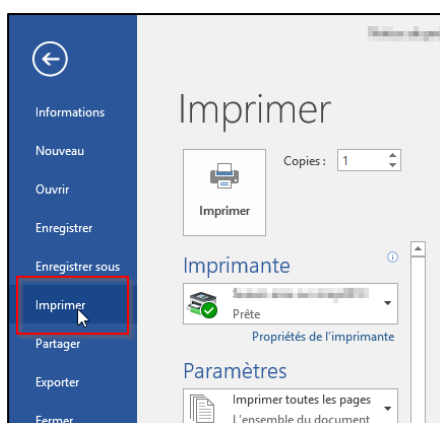 Informations
Nouveau
Ouvrir
Enregistrer
Enregistrer sous
Imprimer
Partager
Exporter
Fermer
Imprimer
Copies : 1
Imprimer
Imprimante
Prête
Propriétés de l'imprimante
Paramètres
Imprimer toutes les pages
L'ensemble du document